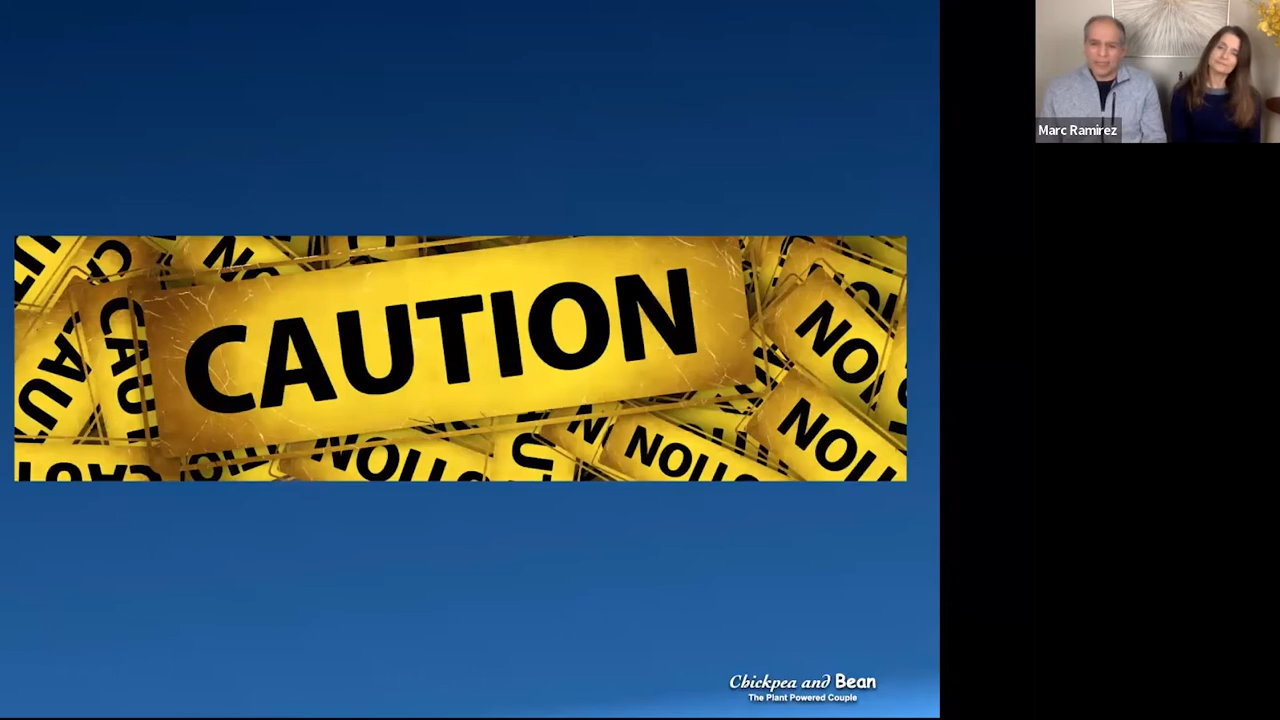 CAUTION
Marc Ramirez
Chickpea and Bean
The Plant Powered Couple